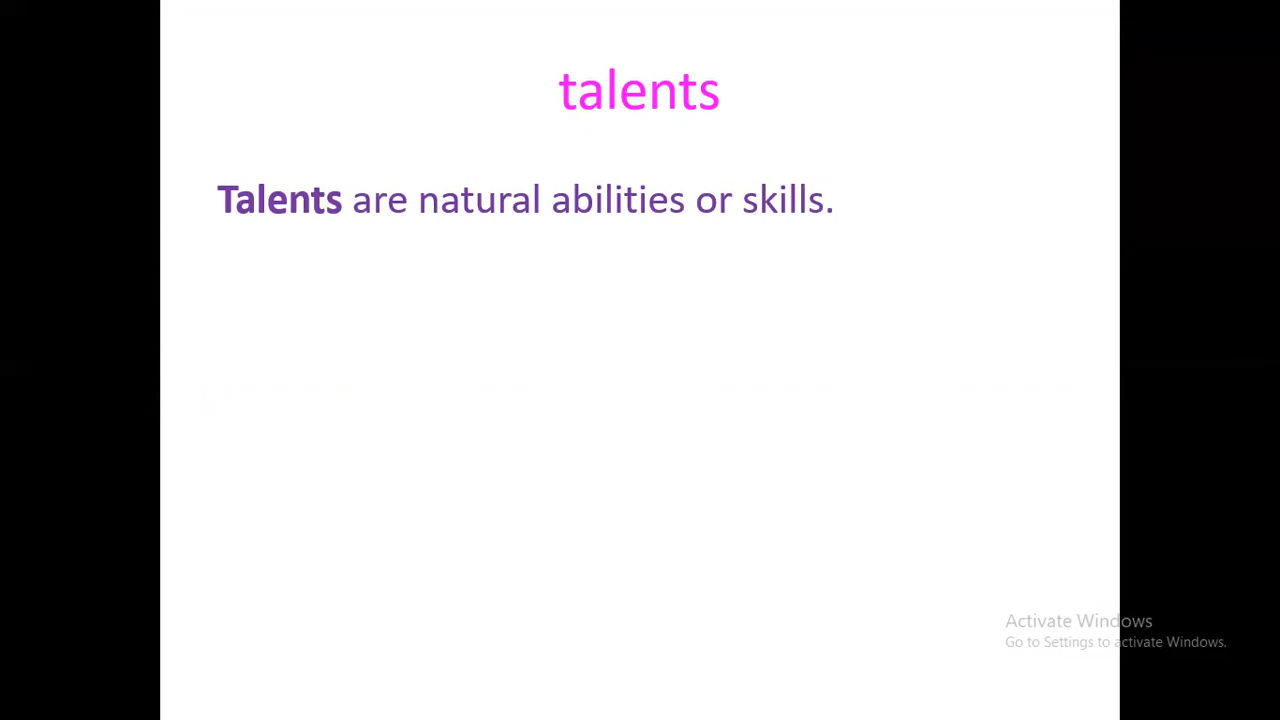 talents
Talents are natural abilities or skills.
Activate Windows
Go to Settings to activate Windows.